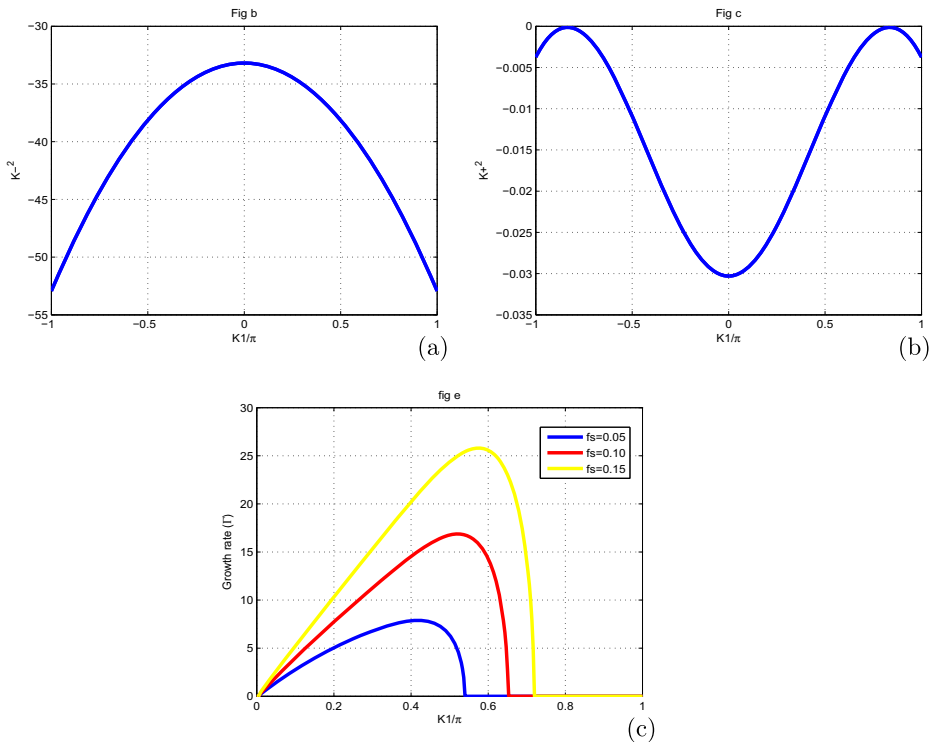 Fig b
−30
−35
−40
−45
−50
−55
K−²
−1
−0.5
0
0.5
1
K1/π
(a)
Fig c
0
−0.005
−0.01
−0.015
−0.02
−0.025
−0.03
−0.035
K+²
−1
−0.5
0
0.5
1
K1/π
(b)
fig e
30
25
20
15
10
5
0
Growth rate (Γ)
fs=0.05
fs=0.10
fs=0.15
0
0.2
0.4
0.6
0.8
1
K1/π
(c)